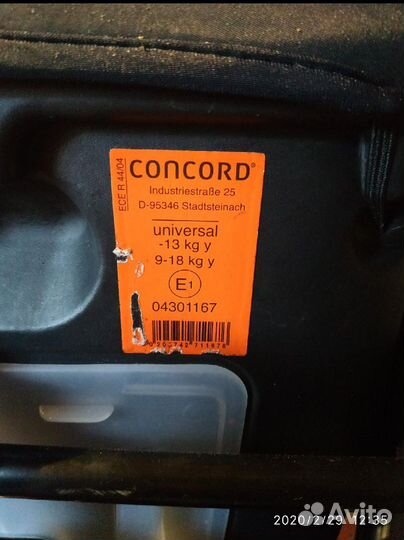 ECE R 44/04
CONCORD®
Industriestraße 25
D-95346 Stadtsteinach
universal
-13 kg y
9-18 kg y
E1
04301167
2020/2/29 12:35
Avito